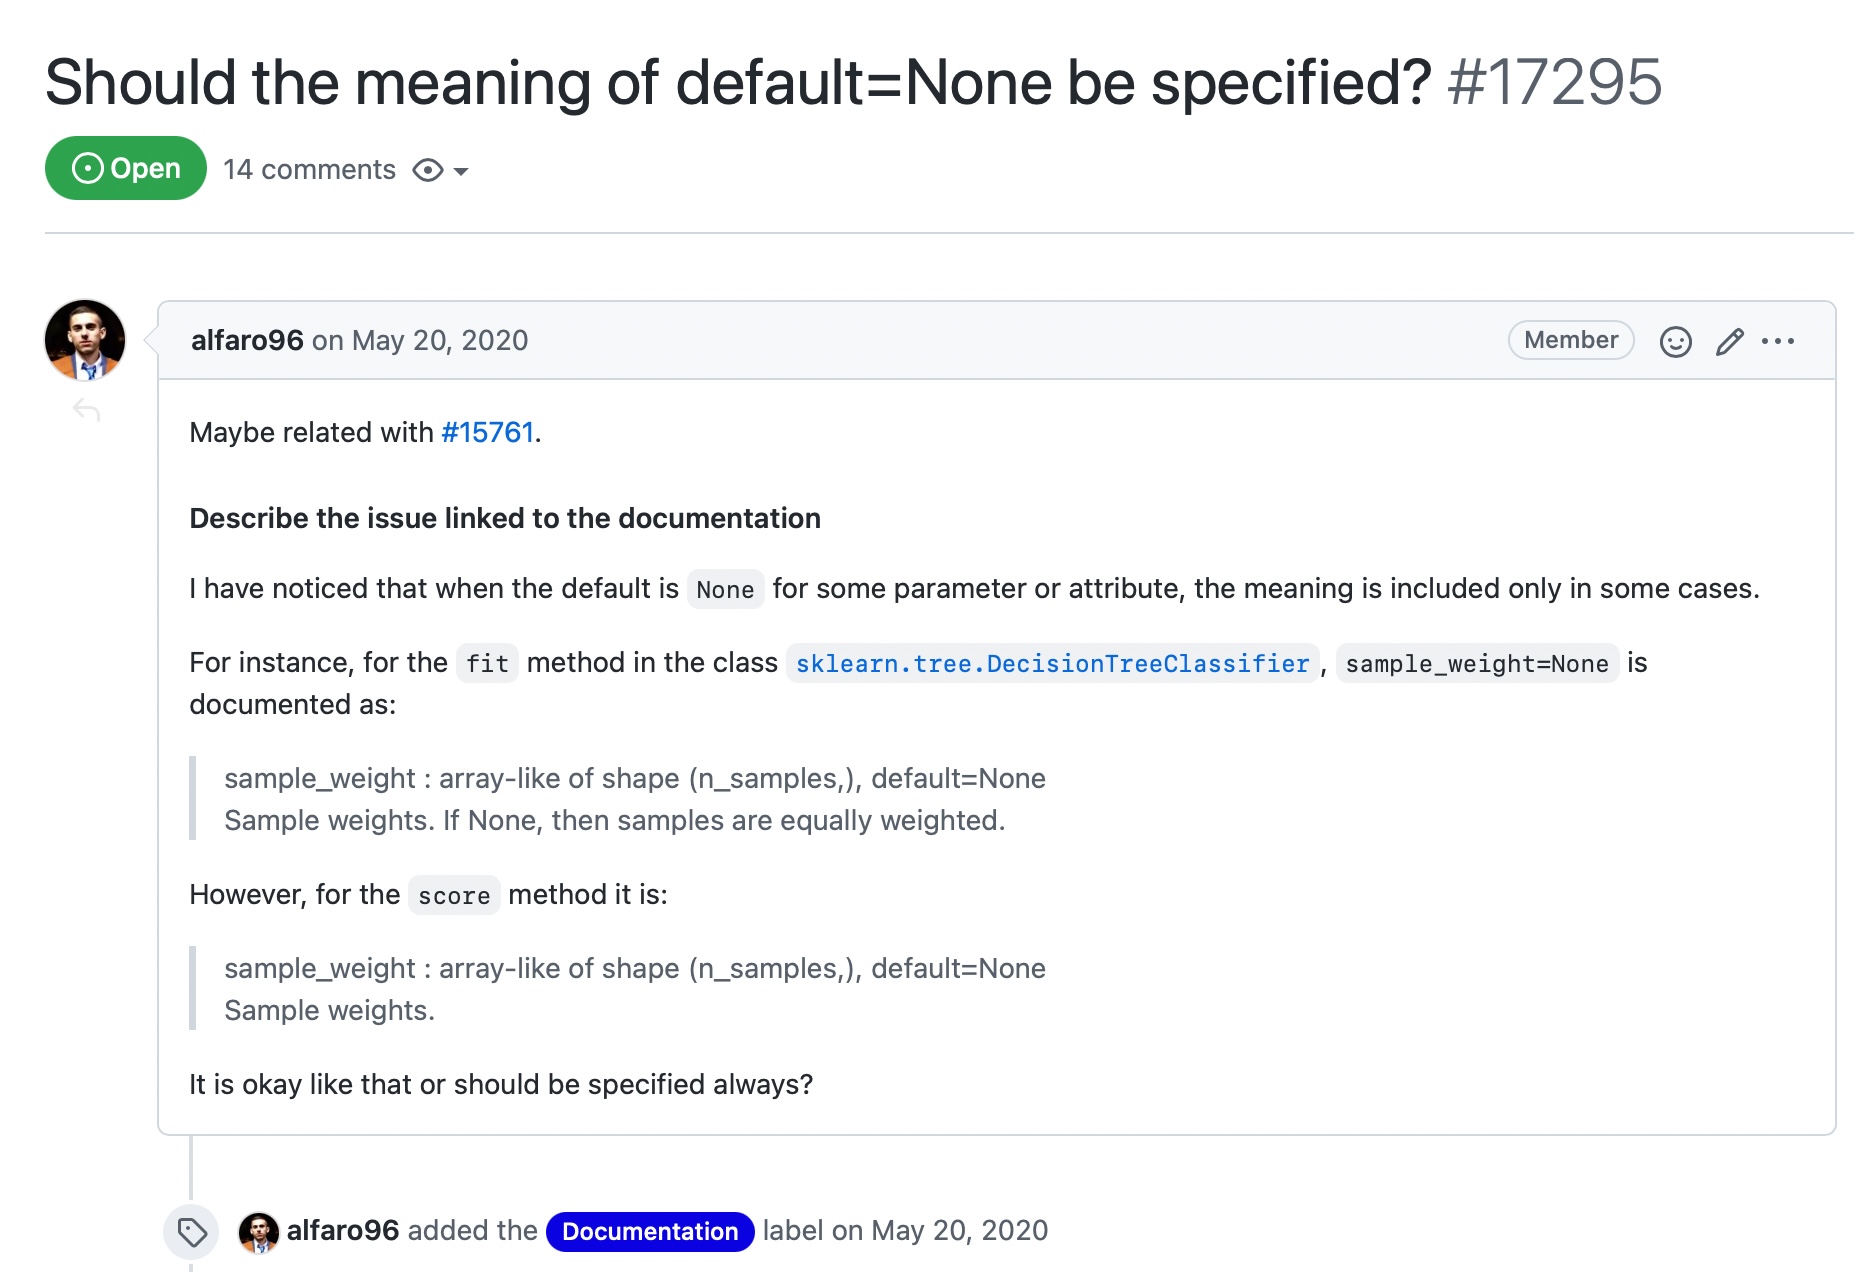 Should the meaning of default=None be specified? #17295
Open 14 comments
alfaro96 on May 20, 2020 Member
Maybe related with #15761.
Describe the issue linked to the documentation
I have noticed that when the default is None for some parameter or attribute, the meaning is included only in some cases.
For instance, for the fit method in the class sklearn.tree.DecisionTreeClassifier, sample_weight=None is
documented as:
sample_weight : array-like of shape (n_samples,), default=None
Sample weights. If None, then samples are equally weighted.
However, for the score method it is:
sample_weight : array-like of shape (n_samples,), default=None
Sample weights.
It is okay like that or should be specified always?
alfaro96 added the Documentation label on May 20, 2020